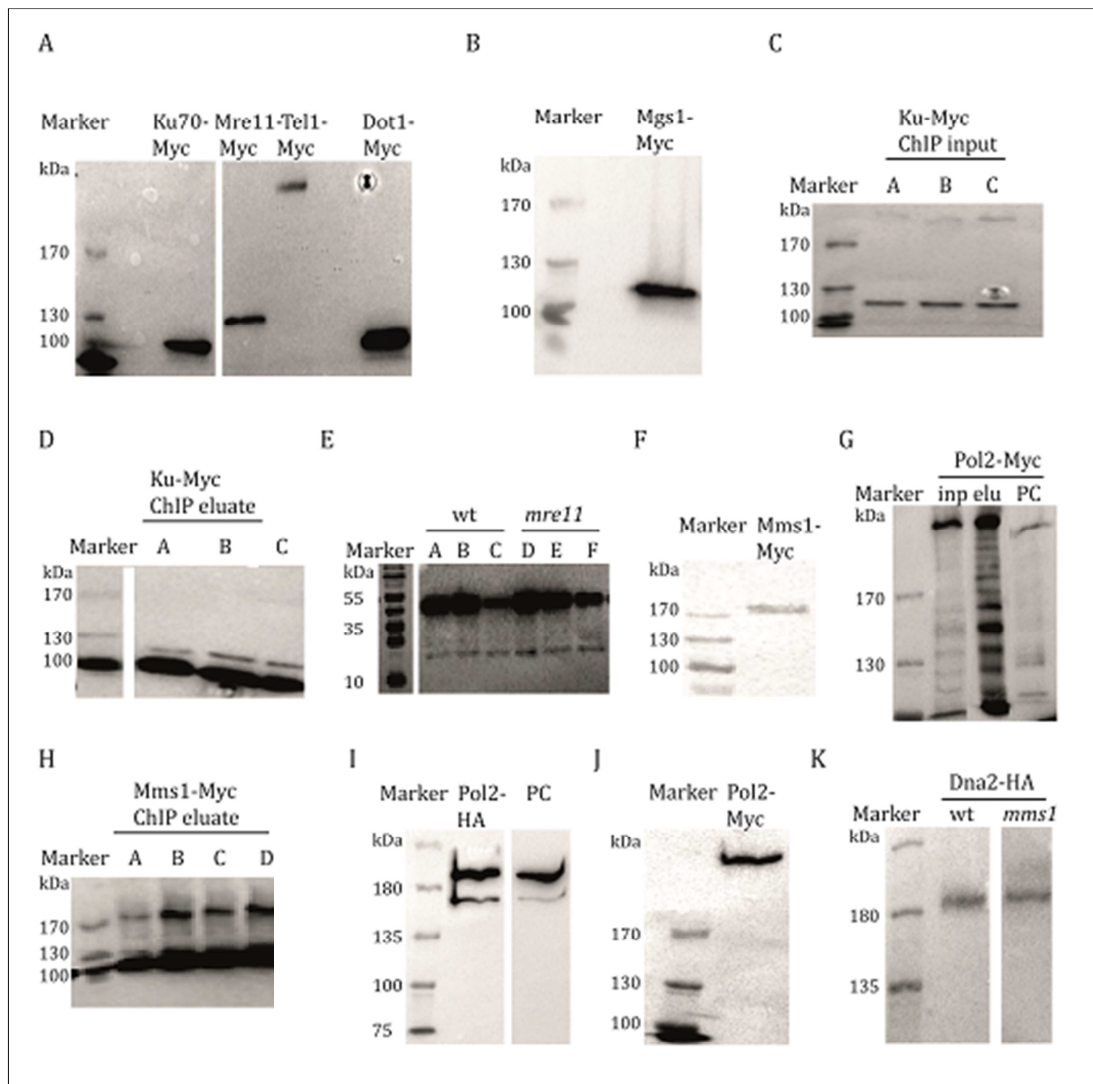 A
B
C
Marker Ku70- Mre11-Tel1- Dot1-
Myc Myc Myc Myc
kDa
170
130
100
Marker Mgs1-
Myc
kDa
170
130
100
Ku-Myc
ChIP input
Marker A B C
kDa
170
130
100
D
E
F
G
Ku-Myc
ChIP eluate
Marker A B C
kDa
170
130
100
wt mre11
Marker A B C D E F
kDa
55
35
10
Marker Mms1-
Myc
kDa
170
130
100
Pol2-Myc
Marker inp elu PC
kDa
170
130
H
I
J
K
Mms1-Myc
ChIP eluate
Marker A B C D
kDa
170
130
100
Marker Pol2- PC
HA
kDa
180
135
100
75
Marker Pol2-
Myc
kDa
170
130
100
Dna2-HA
Marker wt mms1
kDa
180
135